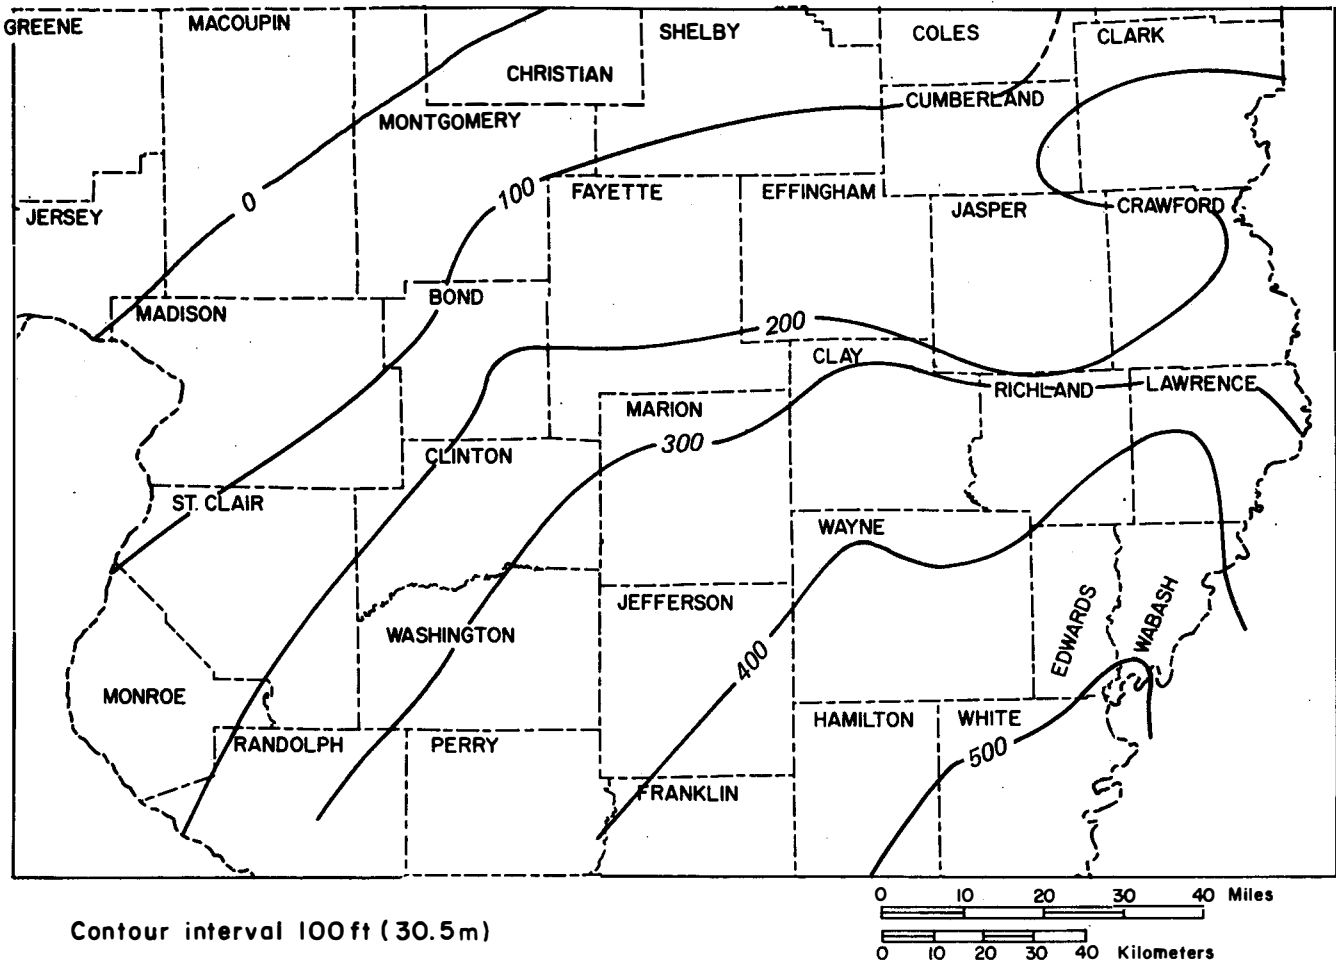 GREENE
MACOUPIN
SHELBY
COLES
CLARK
CHRISTIAN
CUMBERLAND
MONTGOMERY
0
100
FAYETTE
EFFINGHAM
JERSEY
JASPER
CRAWFORD
BOND
MADISON
200
CLAY
RICHLAND
LAWRENCE
MARION
300
CLINTON
ST. CLAIR
WAYNE
JEFFERSON
WASHINGTON
EDWARDS
WABASH
400
MONROE
HAMILTON
WHITE
RANDOLPH
PERRY
500
FRANKLIN
0 10 20 30 40 Miles
Contour interval 100 ft (30.5m)
0 10 20 30 40 Kilometers